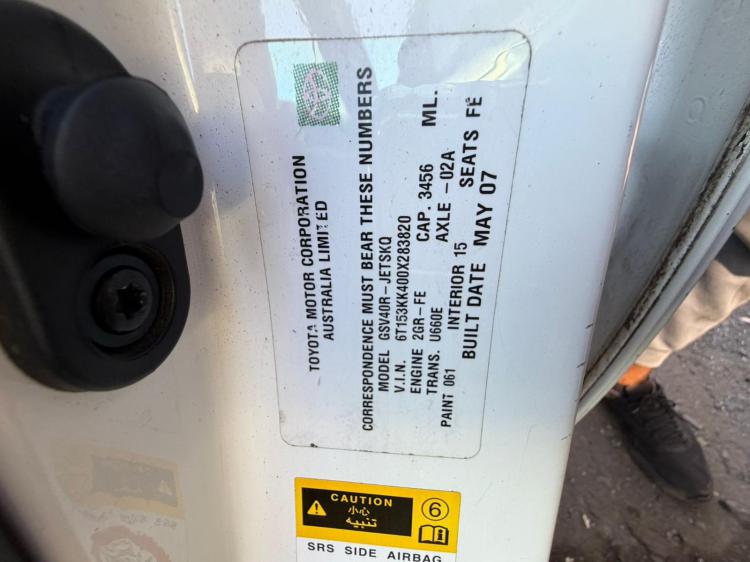 TOYOTA MOTOR CORPORATION
AUSTRALIA LIMITED
CORRESPONDENCE MUST BEAR THESE NUMBERS
MODEL GSV40R-JETSKQ
V.I.N. 6T153KK400X283820
ENGINE 2GR-FE CAP. 3456 ML.
TRANS. U660E AXLE -02A
PAINT 061 INTERIOR 15 SEATS FE
BUILT DATE MAY 07
CAUTION
小心
تنبيه
6
SRS SIDE AIRBAG